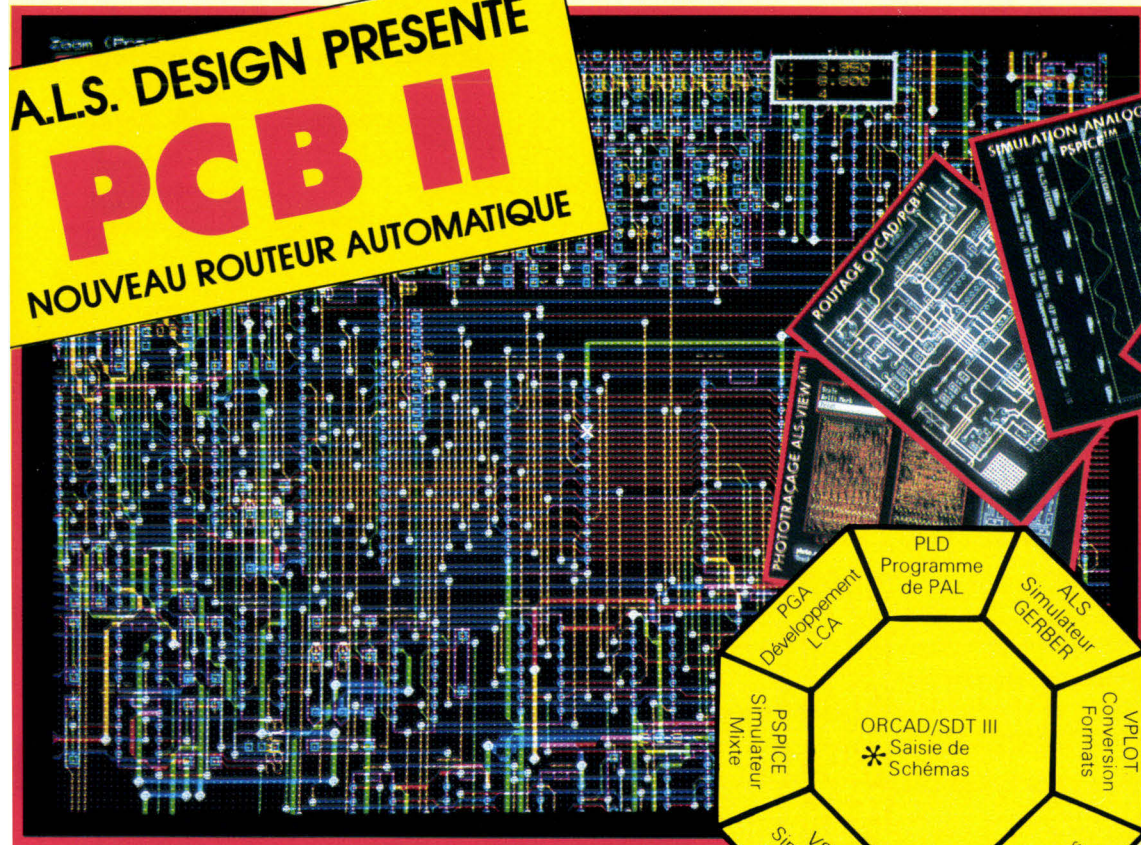 A.L.S. DESIGN PRESENTE
PCB II
NOUVEAU ROUTEUR AUTOMATIQUE
Zoom
SIMULATION ANALOG
PSPICE™
ROUTAGE OrCAD/PCB™
PHOTOTRACAGE ALS-VIEW™
PLD
Programme
de PAL
ALS
Simulateur
GERBER
PGA
Développement
LCA
VPLOT
Conversion
Formats
PSPICE
Simulateur
Mixte
ORCAD/SDT III
* Saisie de
Schémas